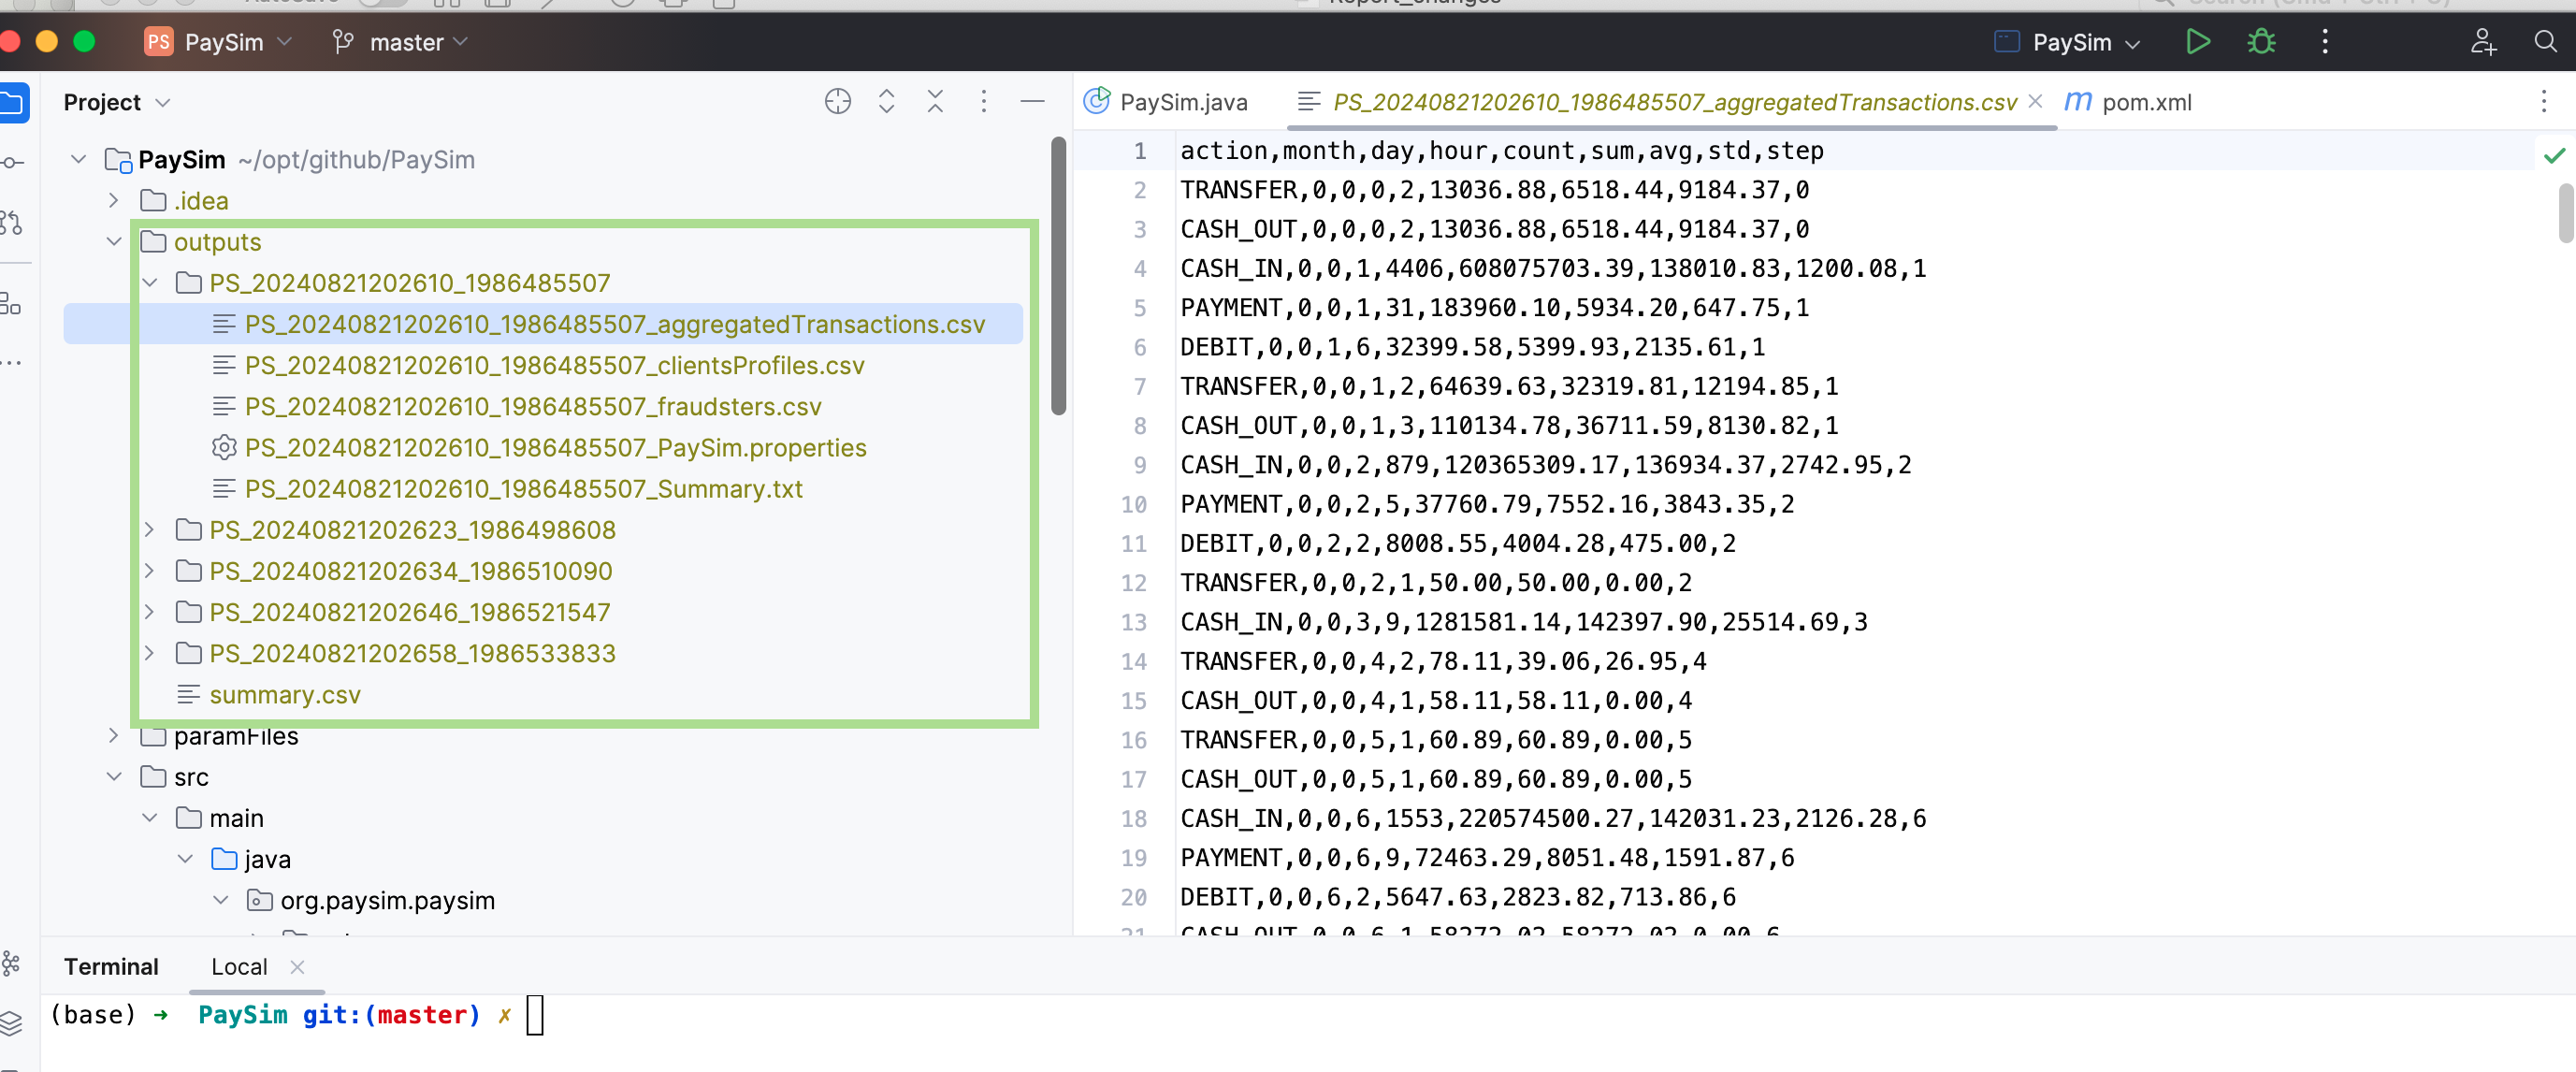 PS PaySim master PaySim
Project
PaySim ~/opt/github/PaySim
.idea
outputs
PS_20240821202610_1986485507
PS_20240821202610_1986485507_aggregatedTransactions.csv
PS_20240821202610_1986485507_clientsProfiles.csv
PS_20240821202610_1986485507_fraudsters.csv
PS_20240821202610_1986485507_PaySim.properties
PS_20240821202610_1986485507_Summary.txt
PS_20240821202623_1986498608
PS_20240821202634_1986510090
PS_20240821202646_1986521547
PS_20240821202658_1986533833
summary.csv
paramFiles
src
main
java
org.paysim.paysim
PaySim.java PS_20240821202610_1986485507_aggregatedTransactions.csv m pom.xml
1 action,month,day,hour,count,sum,avg,std,step
2 TRANSFER,0,0,0,2,13036.88,6518.44,9184.37,0
3 CASH_OUT,0,0,0,2,13036.88,6518.44,9184.37,0
4 CASH_IN,0,0,1,4406,608075703.39,138010.83,1200.08,1
5 PAYMENT,0,0,1,31,183960.10,5934.20,647.75,1
6 DEBIT,0,0,1,6,32399.58,5399.93,2135.61,1
7 TRANSFER,0,0,1,2,64639.63,32319.81,12194.85,1
8 CASH_OUT,0,0,1,3,110134.78,36711.59,8130.82,1
9 CASH_IN,0,0,2,879,120365309.17,136934.37,2742.95,2
10 PAYMENT,0,0,2,5,37760.79,7552.16,3843.35,2
11 DEBIT,0,0,2,2,8008.55,4004.28,475.00,2
12 TRANSFER,0,0,2,1,50.00,50.00,0.00,2
13 CASH_IN,0,0,3,9,1281581.14,142397.90,25514.69,3
14 TRANSFER,0,0,4,2,78.11,39.06,26.95,4
15 CASH_OUT,0,0,4,1,58.11,58.11,0.00,4
16 TRANSFER,0,0,5,1,60.89,60.89,0.00,5
17 CASH_OUT,0,0,5,1,60.89,60.89,0.00,5
18 CASH_IN,0,0,6,1553,220574500.27,142031.23,2126.28,6
19 PAYMENT,0,0,6,9,72463.29,8051.48,1591.87,6
20 DEBIT,0,0,6,2,5647.63,2823.82,713.86,6
21 CASH_OUT,0,0,6,1,58272.02,58272.02,0.00,6
Terminal Local
(base) ➜ PaySim git:(master) ✗